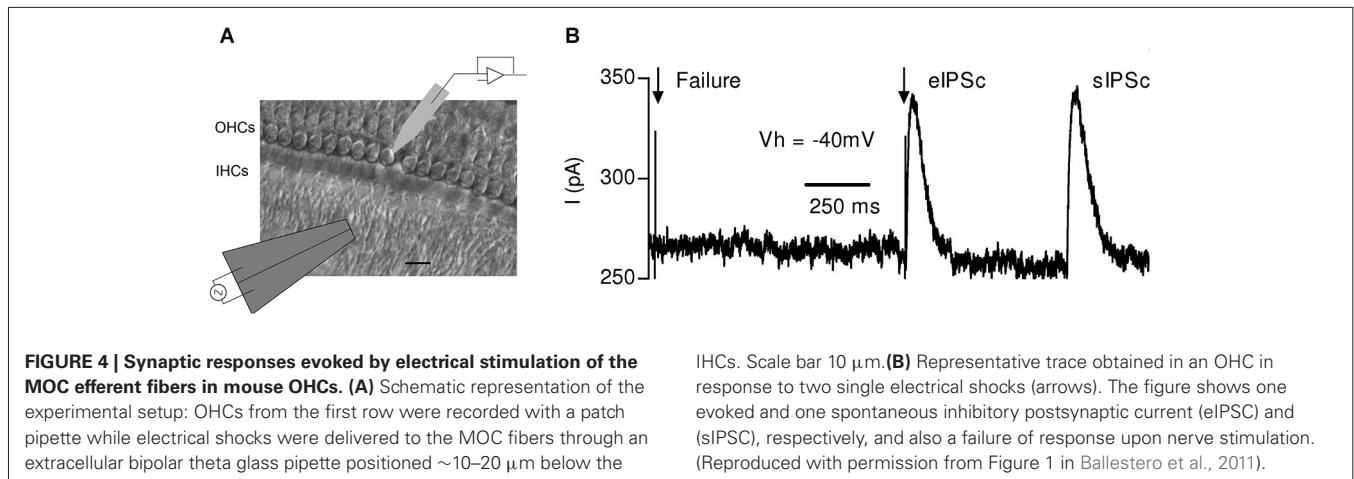 A
OHCs
IHCs
B
350
300
250
I (pA)
Failure
eIPSc
sIPSc
Vh = -40mV
250 ms
FIGURE 4 | Synaptic responses evoked by electrical stimulation of the
MOC efferent fibers in mouse OHCs. (A) Schematic representation of the
experimental setup: OHCs from the first row were recorded with a patch
pipette while electrical shocks were delivered to the MOC fibers through an
extracellular bipolar theta glass pipette positioned ∼10–20 μm below the
IHCs. Scale bar 10 μm.(B) Representative trace obtained in an OHC in
response to two single electrical shocks (arrows). The figure shows one
evoked and one spontaneous inhibitory postsynaptic current (eIPSC) and
(sIPSC), respectively, and also a failure of response upon nerve stimulation.
(Reproduced with permission from Figure 1 in Ballestero et al., 2011).